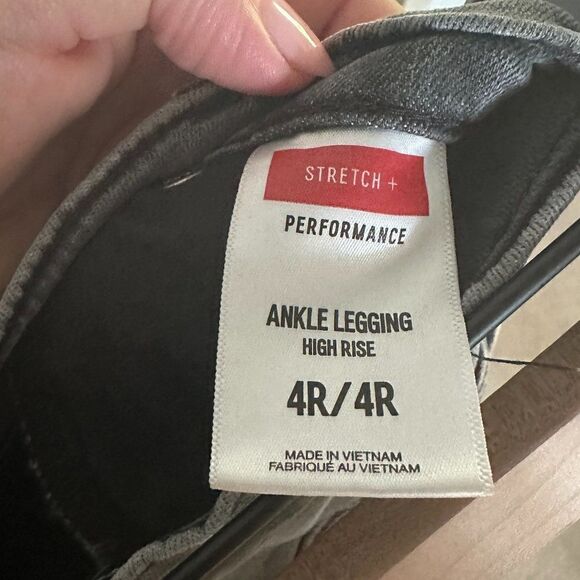 STRETCH +
PERFORMANCE
ANKLE LEGGING
HIGH RISE
4R/4R
MADE IN VIETNAM
FABRIQUÉ AU VIETNAM